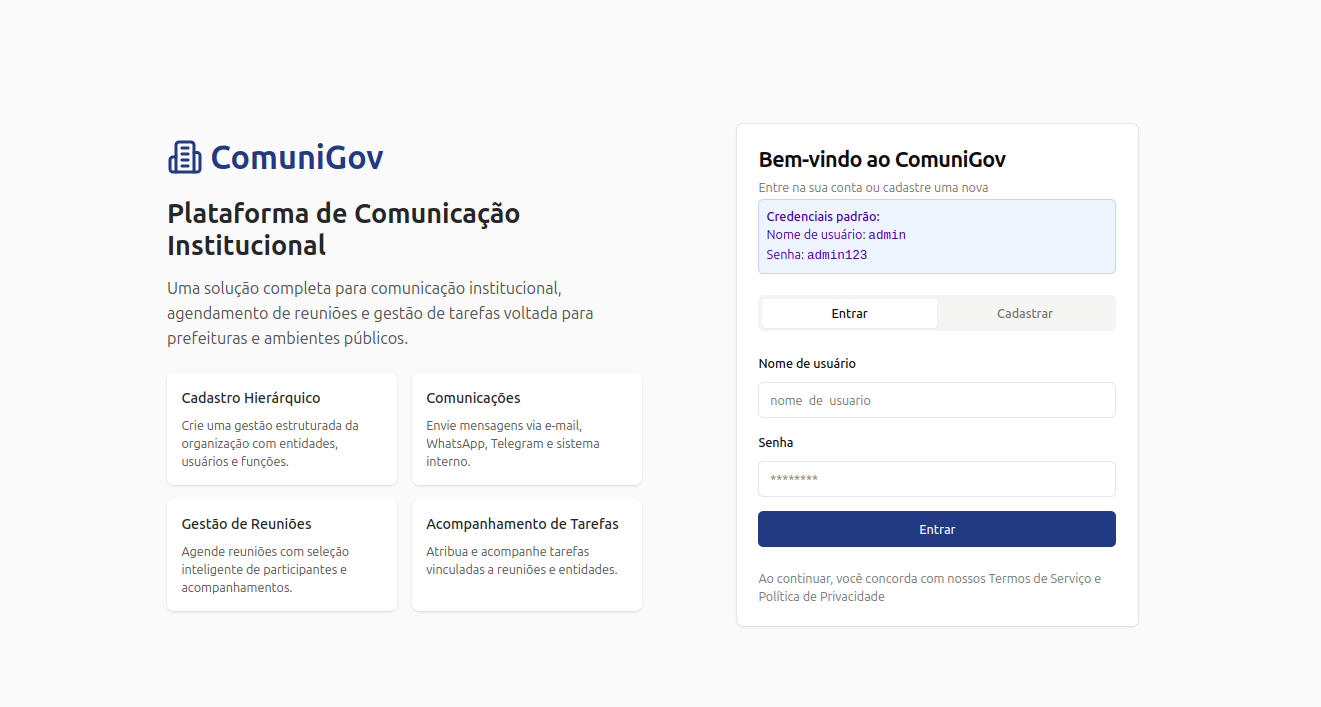 ComuniGov
Plataforma de Comunicação
Institucional
Uma solução completa para comunicação institucional,
agendamento de reuniões e gestão de tarefas voltada para
prefeituras e ambientes públicos.
Cadastro Hierárquico
Crie uma gestão estruturada da
organização com entidades,
usuários e funções.
Comunicações
Envie mensagens via e-mail,
WhatsApp, Telegram e sistema
interno.
Gestão de Reuniões
Agende reuniões com seleção
inteligente de participantes e
acompanhamentos.
Acompanhamento de Tarefas
Atribua e acompanhe tarefas
vinculadas a reuniões e entidades.
Bem-vindo ao ComuniGov
Entre na sua conta ou cadastre uma nova
Credenciais padrão:
Nome de usuário: admin
Senha: admin123
Entrar
Cadastrar
Nome de usuário
nome de usuario
Senha
********
Entrar
Ao continuar, você concorda com nossos Termos de Serviço e
Política de Privacidade